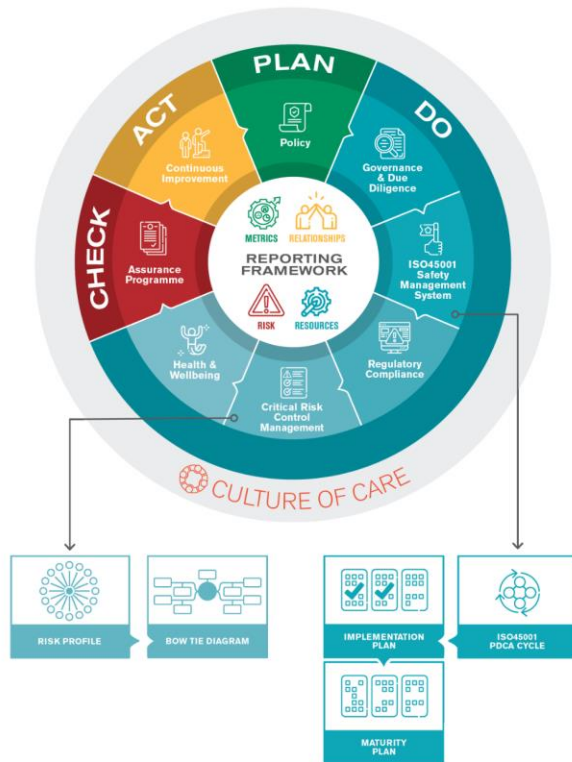 PLAN
DO
CHECK
ACT
Policy
Governance
& Due
Diligence
ISO45001
Safety
Management
System
Regulatory
Compliance
Critical Risk
Control
Management
Health &
Wellbeing
Assurance
Programme
Continuous
Improvement
METRICS
RELATIONSHIPS
REPORTING
FRAMEWORK
RISK
RESOURCES
CULTURE OF CARE
RISK PROFILE
BOW TIE DIAGRAM
IMPLEMENTATION
PLAN
ISO45001
PDCA CYCLE
MATURITY
PLAN